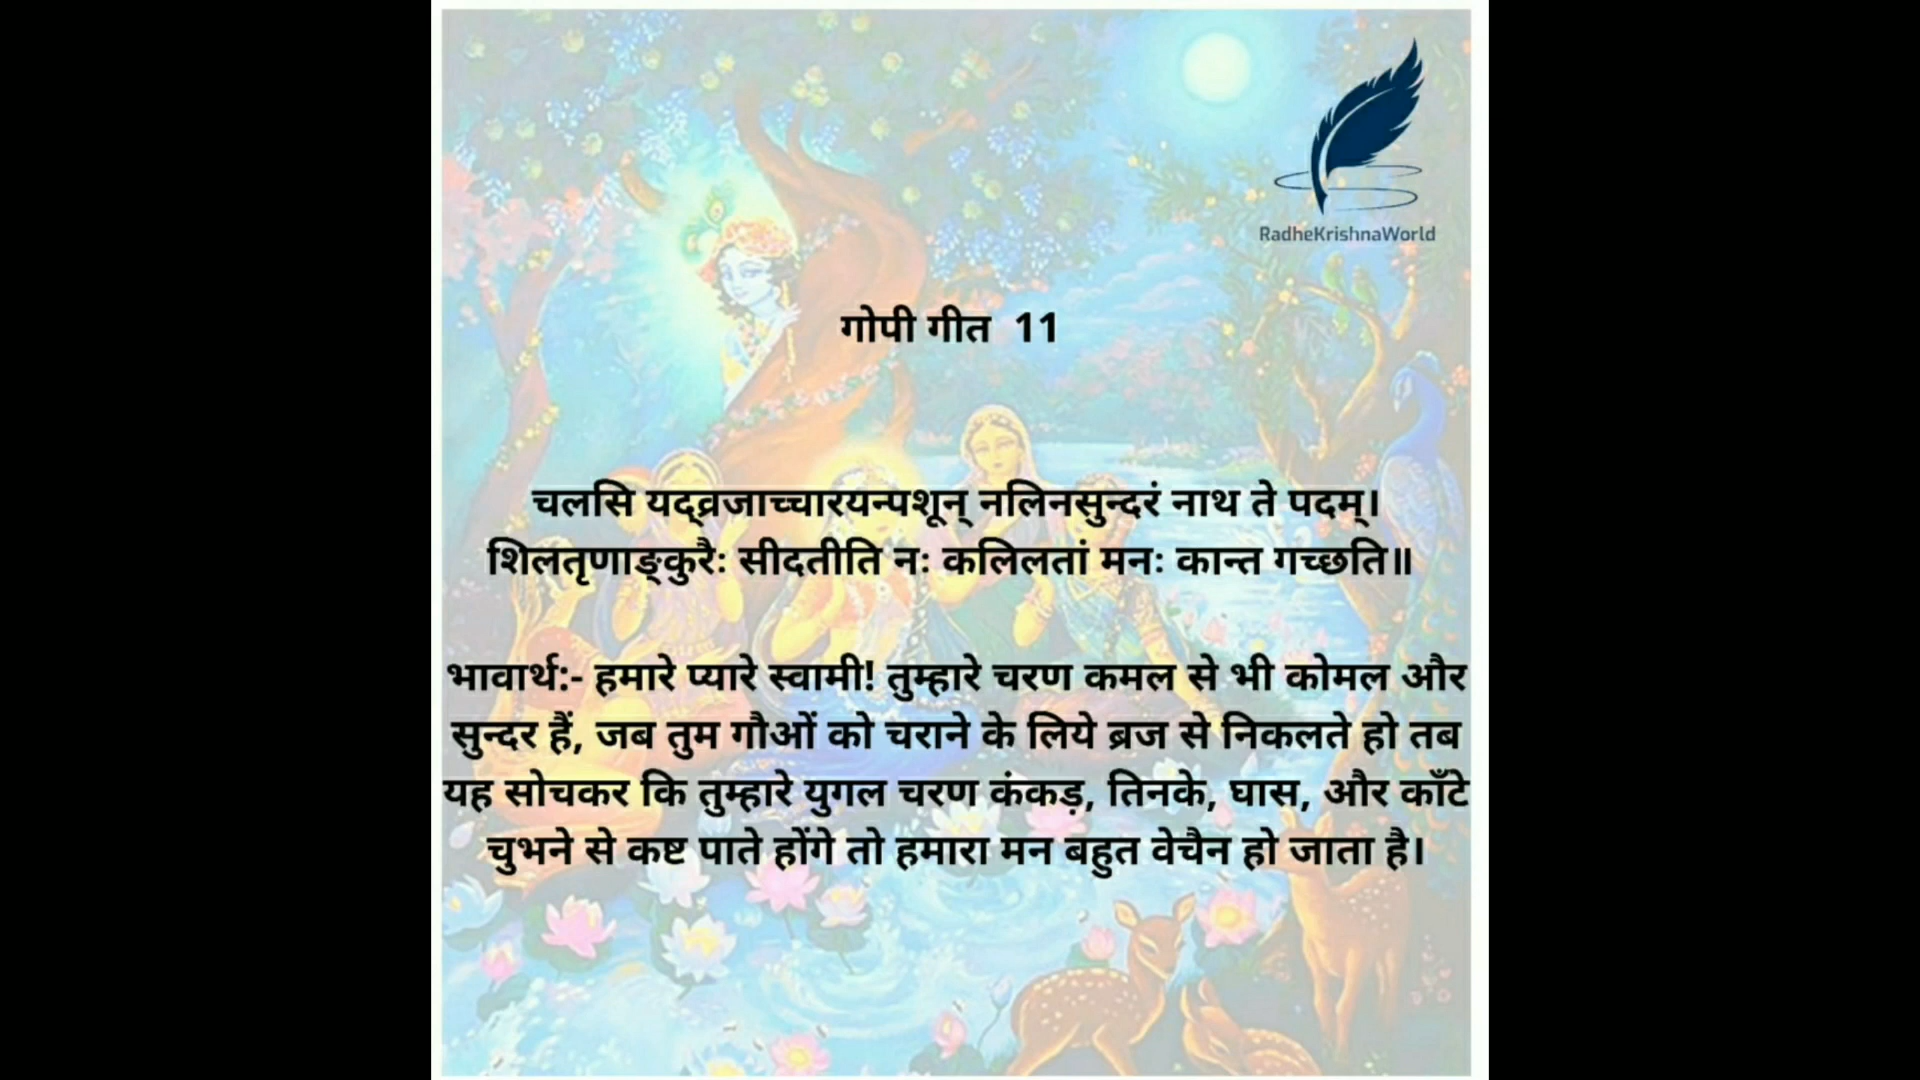 RadheKrishnaWorld
गोपी गीत 11
चलसि यद्व्रजाच्चारयन्पशून् नलिनसुन्दरं नाथ ते पदम्।
शिलतृणाङ्कुरैः सीदतीति नः कलिलतां मनः कान्त गच्छति॥
भावार्थ:- हमारे प्यारे स्वामी! तुम्हारे चरण कमल से भी कोमल और
सुन्दर हैं, जब तुम गौओं को चराने के लिये ब्रज से निकलते हो तब
यह सोचकर कि तुम्हारे युगल चरण कंकड़, तिनके, घास, और काँटे
चुभने से कष्ट पाते होंगे तो हमारा मन बहुत वेचैन हो जाता है।